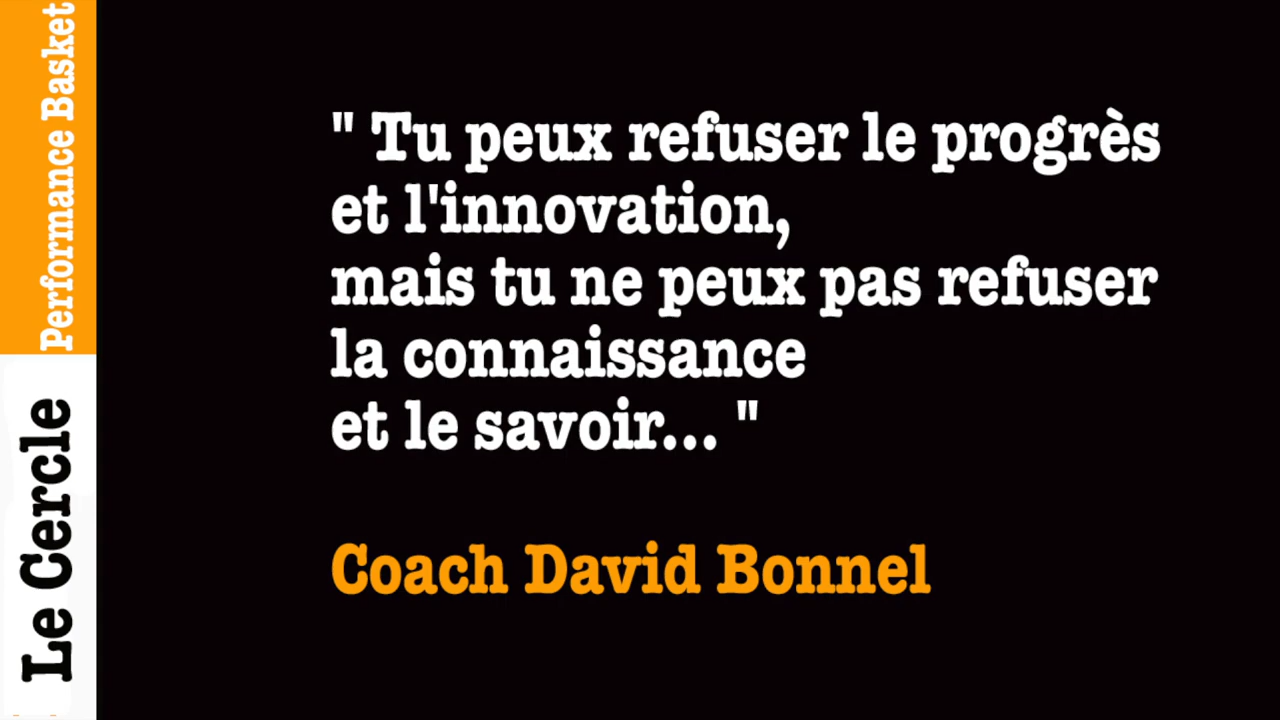 Performance Basket
Le Cercle
" Tu peux refuser le progrès
et l'innovation,
mais tu ne peux pas refuser
la connaissance
et le savoir... "
Coach David Bonnel